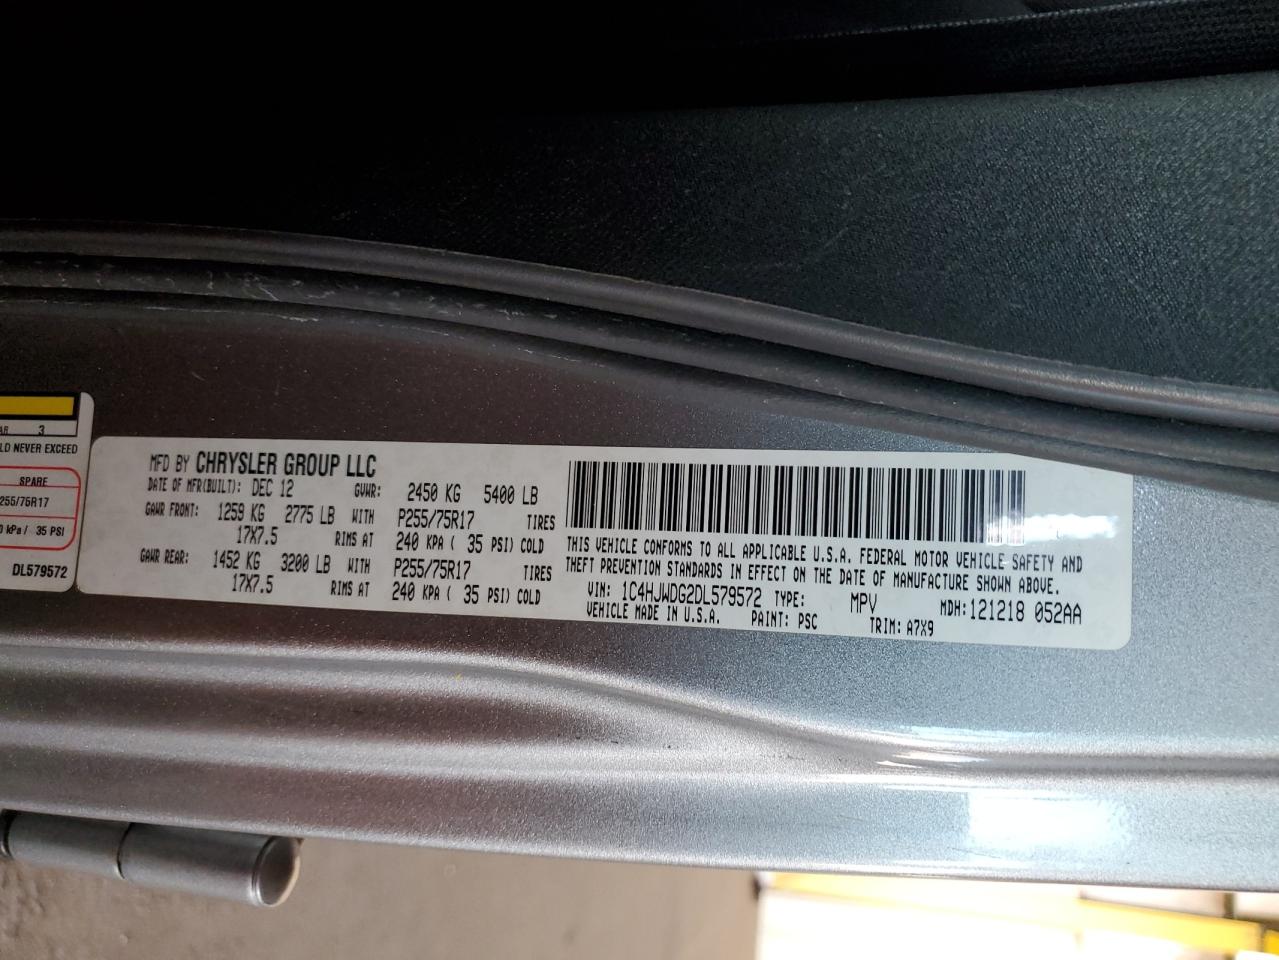 AR 3
LD NEVER EXCEED
SPARE
255/75R17
0 kPa / 35 PSI
DL579572
MFD BY CHRYSLER GROUP LLC
DATE OF MFR(BUILT): DEC 12 GVWR: 2450 KG 5400 LB
GAWR FRONT: 1259 KG 2775 LB WITH P255/75R17 TIRES
17X7.5 RIMS AT 240 KPA ( 35 PSI) COLD
GAWR REAR: 1452 KG 3200 LB WITH P255/75R17 TIRES
17X7.5 RIMS AT 240 KPA ( 35 PSI) COLD
THIS VEHICLE CONFORMS TO ALL APPLICABLE U.S.A. FEDERAL MOTOR VEHICLE SAFETY AND
THEFT PREVENTION STANDARDS IN EFFECT ON THE DATE OF MANUFACTURE SHOWN ABOVE.
VIN: 1C4HJWDG2DL579572 TYPE: MPV MDH: 121218 052AA
VEHICLE MADE IN U.S.A. PAINT: PSC TRIM: A7X9